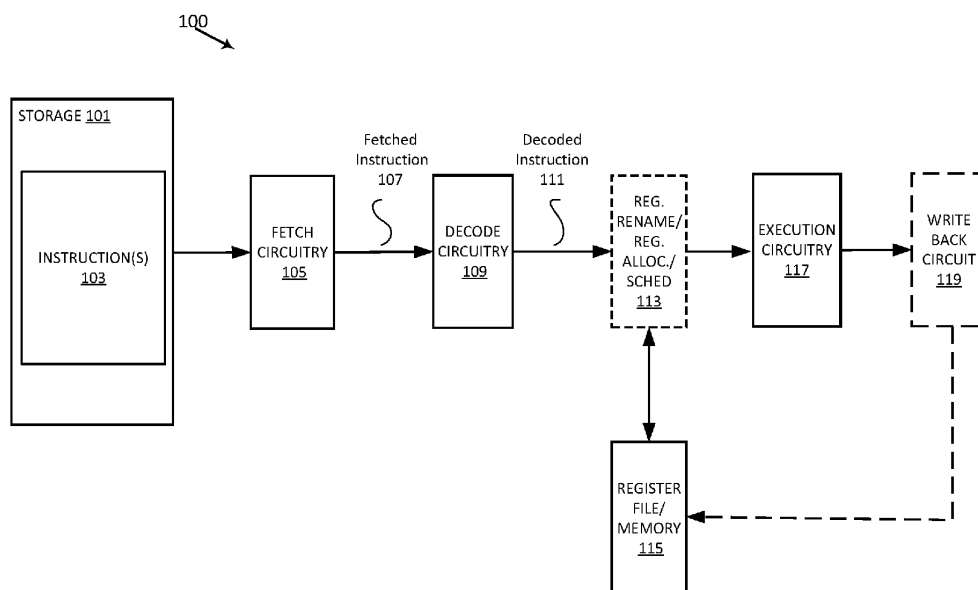 100
STORAGE 101
INSTRUCTION(S)
103
FETCH
CIRCUITRY
105
Fetched
Instruction
107
DECODE
CIRCUITRY
109
Decoded
Instruction
111
REG.
RENAME/
REG.
ALLOC./
SCHED
113
EXECUTION
CIRCUITRY
117
WRITE
BACK
CIRCUIT
119
REGISTER
FILE/
MEMORY
115